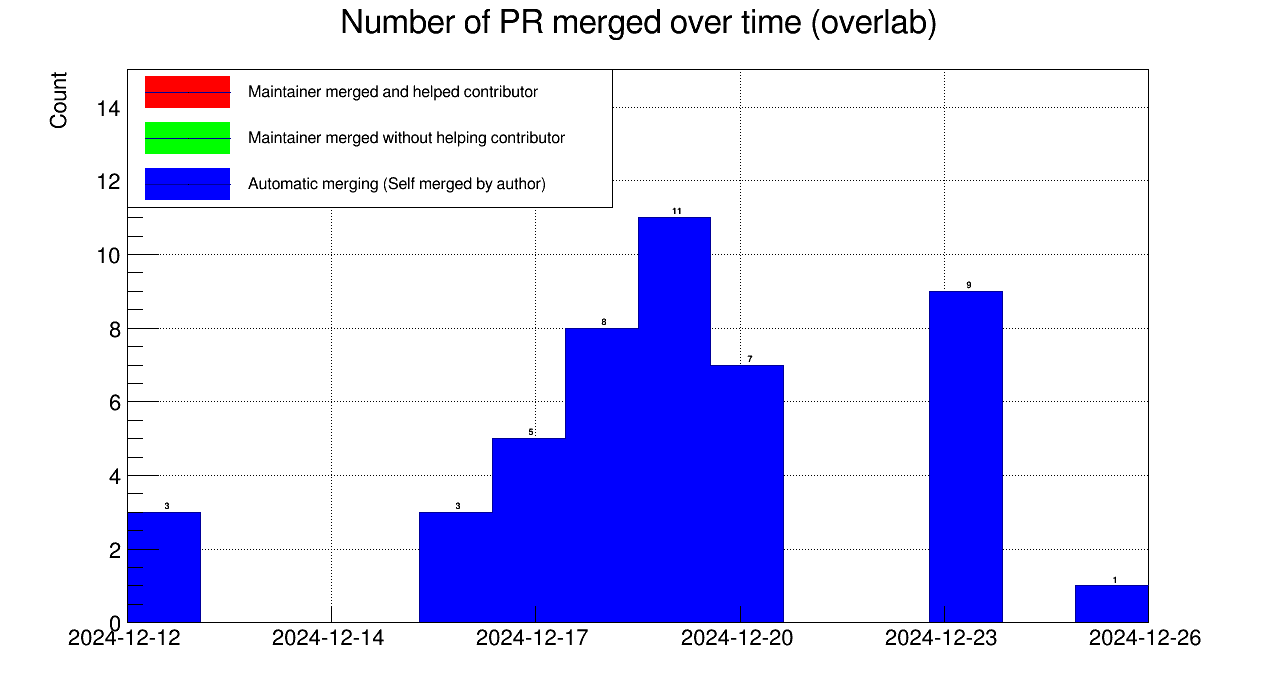 Number of PR merged over time (overlab)
Count
Maintainer merged and helped contributor
Maintainer merged without helping contributor
Automatic merging (Self merged by author)
14
12
10
8
6
4
2
0
3
3
5
8
11
7
9
1
2024-12-12 2024-12-14 2024-12-17 2024-12-20 2024-12-23 2024-12-26